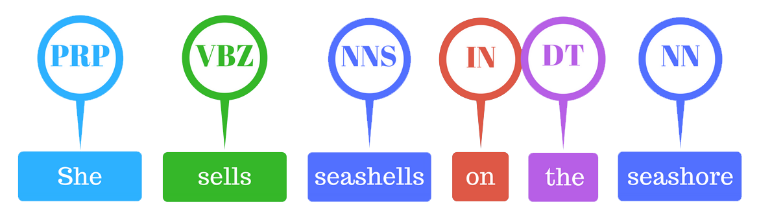 PRP VBZ NNS IN DT NN
She sells seashells on the seashore